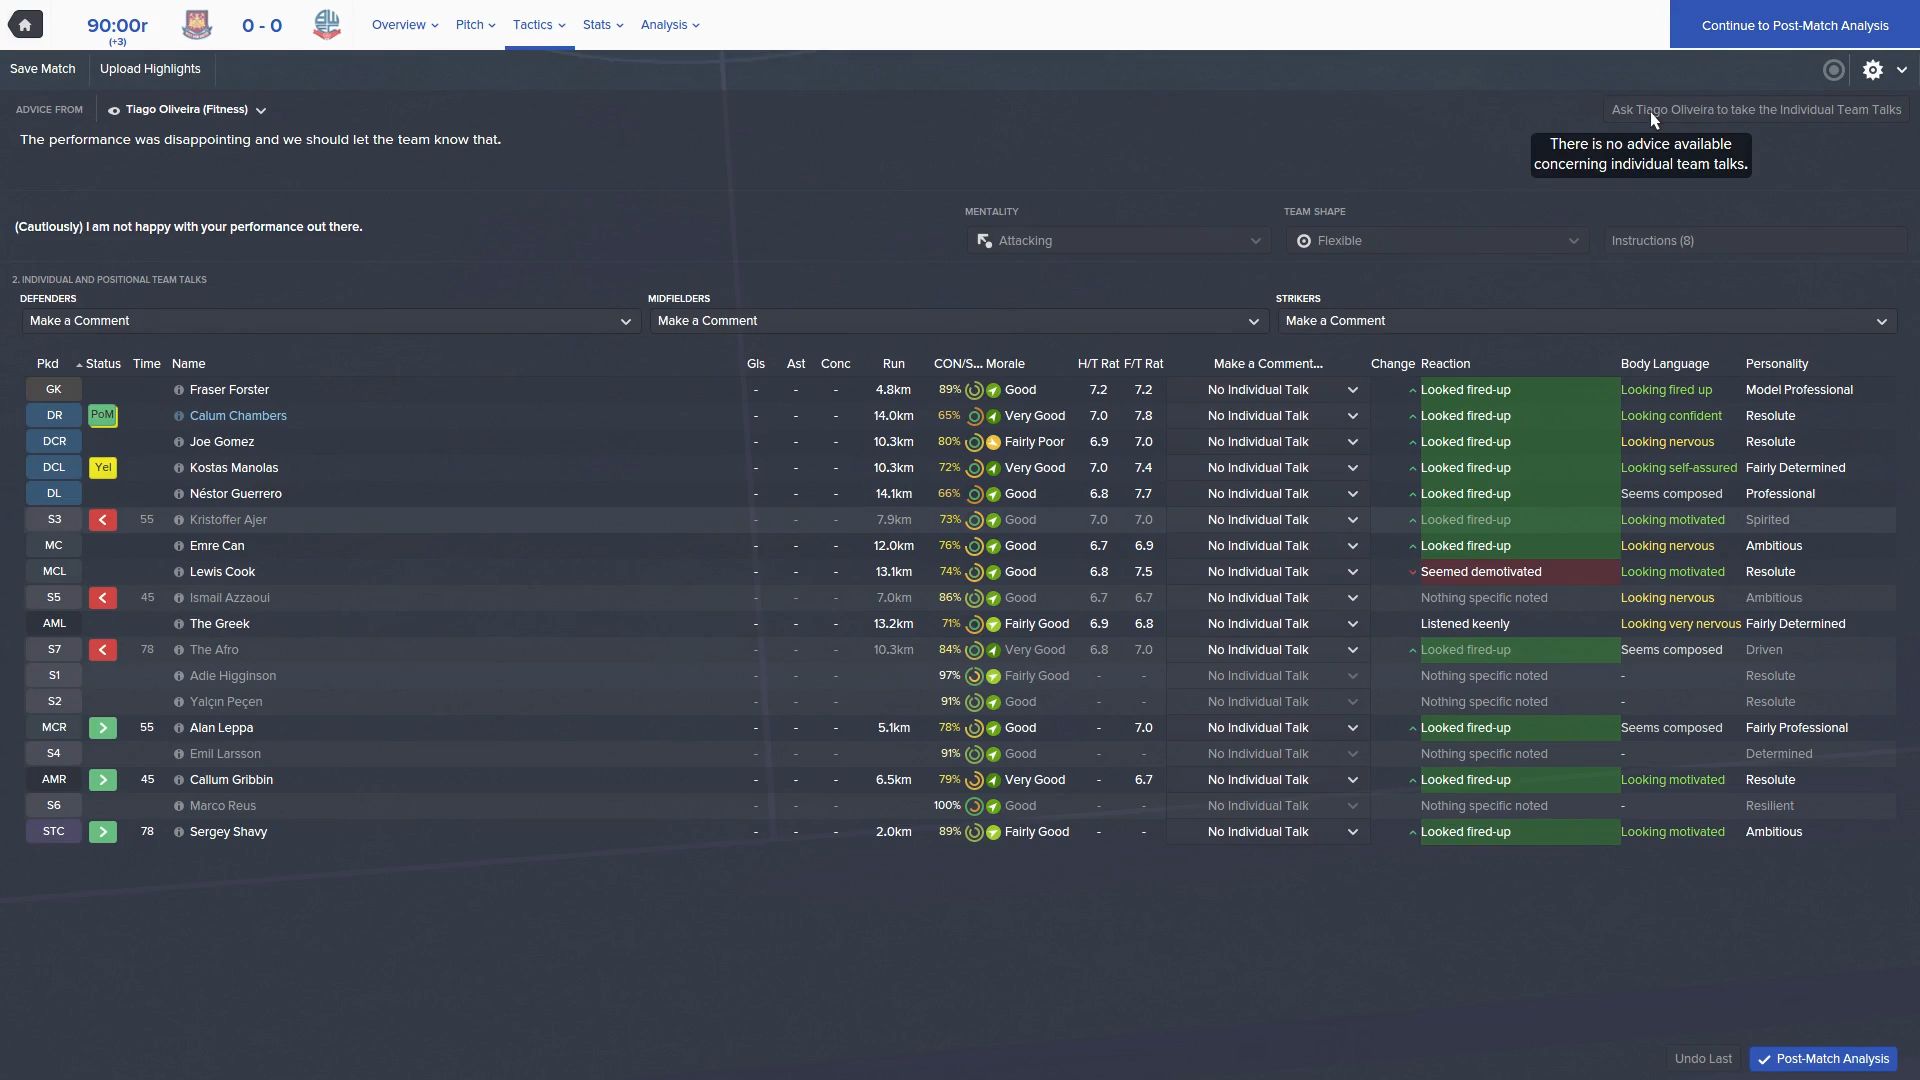 90:00r
(+3)
0 - 0
Overview
Pitch
Tactics
Stats
Analysis
Continue to Post-Match Analysis
Save Match
Upload Highlights
ADVICE FROM
Tiago Oliveira (Fitness)
Ask Tiago Oliveira to take the Individual Team Talks
The performance was disappointing and we should let the team know that.
There is no advice available
concerning individual team talks.
MENTALITY
TEAM SHAPE
(Cautiously) I am not happy with your performance out there.
Attacking
Flexible
Instructions (8)
2. INDIVIDUAL AND POSITIONAL TEAM TALKS
DEFENDERS
MIDFIELDERS
STRIKERS
Make a Comment
Make a Comment
Make a Comment
Pkd Status Time Name Gls Ast Conc Run CON/S... Morale H/T Rat F/T Rat Make a Comment... Change Reaction Body Language Personality
GK Fraser Forster - - - 4.8km 89% Good 7.2 7.2 No Individual Talk Looked fired-up Looking fired up Model Professional
DR PoM Calum Chambers - - - 14.0km 65% Very Good 7.0 7.8 No Individual Talk Looked fired-up Looking confident Resolute
DCR Joe Gomez - - - 10.3km 80% Fairly Poor 6.9 7.0 No Individual Talk Looked fired-up Looking nervous Resolute
DCL Yel Kostas Manolas - - - 10.3km 72% Very Good 7.0 7.4 No Individual Talk Looked fired-up Looking self-assured Fairly Determined
DL Néstor Guerrero - - - 14.1km 66% Good 6.8 7.7 No Individual Talk Looked fired-up Seems composed Professional
S3 55 Kristoffer Ajer - - - 7.9km 73% Good 7.0 7.0 No Individual Talk Looked fired-up Looking motivated Spirited
MC Emre Can - - - 12.0km 76% Good 6.7 6.9 No Individual Talk Looked fired-up Looking nervous Ambitious
MCL Lewis Cook - - - 13.1km 74% Good 6.8 7.5 No Individual Talk Seemed demotivated Looking motivated Resolute
S5 45 Ismail Azzaoui - - - 7.0km 86% Good 6.7 6.7 No Individual Talk Nothing specific noted Looking nervous Ambitious
AML The Greek - - - 13.2km 71% Fairly Good 6.9 6.8 No Individual Talk Listened keenly Looking very nervous Fairly Determined
S7 78 The Afro - - - 10.3km 84% Very Good 6.8 7.0 No Individual Talk Looked fired-up Seems composed Driven
S1 Adie Higginson - - - 97% Fairly Good - - No Individual Talk Nothing specific noted - Resolute
S2 Yalçın Peçen - - - 91% Good - - No Individual Talk Nothing specific noted - Resolute
MCR 55 Alan Leppa - - - 5.1km 78% Good - 7.0 No Individual Talk Looked fired-up Seems composed Fairly Professional
S4 Emil Larsson - - - 91% Good - - No Individual Talk Nothing specific noted - Determined
AMR 45 Callum Gribbin - - - 6.5km 79% Very Good - 6.7 No Individual Talk Looked fired-up Looking motivated Resolute
S6 Marco Reus - - - 100% Good - - No Individual Talk Nothing specific noted - Resilient
STC 78 Sergey Shavy - - - 2.0km 89% Fairly Good - - No Individual Talk Looked fired-up Looking motivated Ambitious
Undo Last
Post-Match Analysis